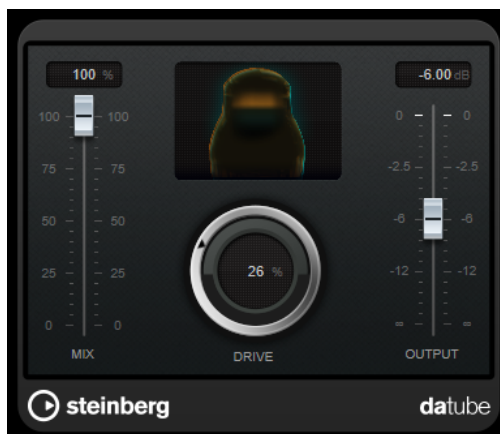 100 %
-6.00 dB
100 100
75 75
50 50
25 25
0 0
MIX
26 %
DRIVE
0 0
-2.5 -2.5
-6 -6
-12 -12
∞ ∞
OUTPUT
steinberg
datube